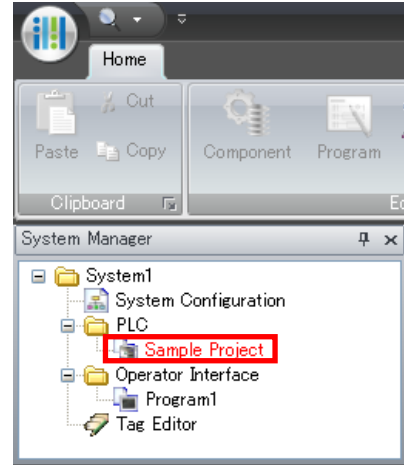 Home
Cut
Paste
Copy
Component
Program
Clipboard
System Manager
System1
System Configuration
PLC
Sample Project
Operator Interface
Program1
Tag Editor